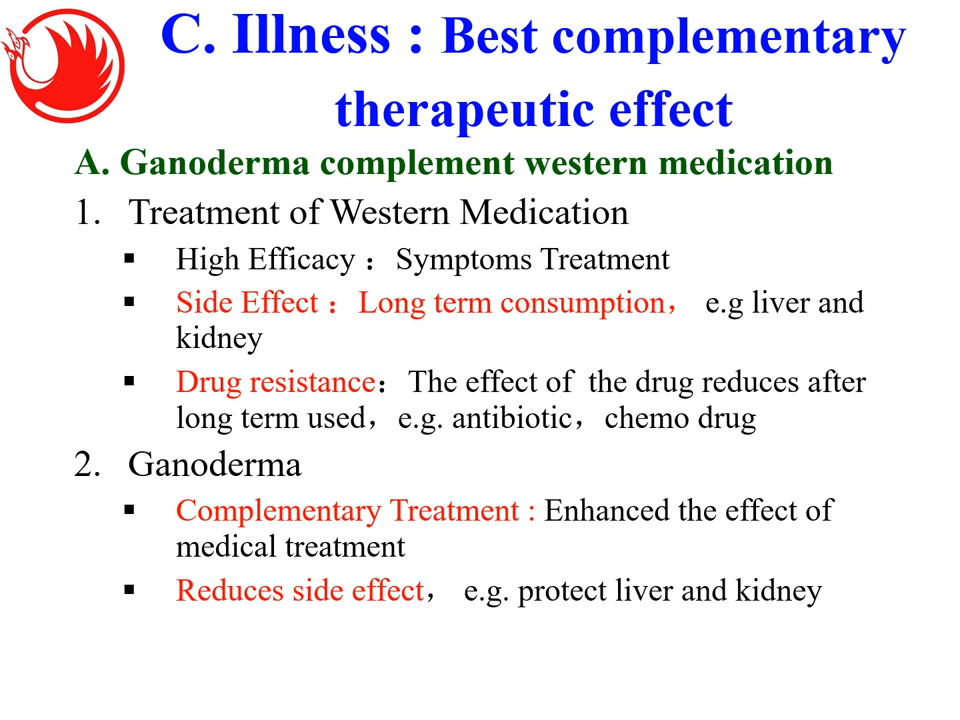 C. Illness : Best complementary
therapeutic effect
A. Ganoderma complement western medication
1. Treatment of Western Medication
▪ High Efficacy： Symptoms Treatment
▪ Side Effect：Long term consumption， e.g liver and
kidney
▪ Drug resistance：The effect of the drug reduces after
long term used，e.g. antibiotic，chemo drug
2. Ganoderma
▪ Complementary Treatment : Enhanced the effect of
medical treatment
▪ Reduces side effect， e.g. protect liver and kidney